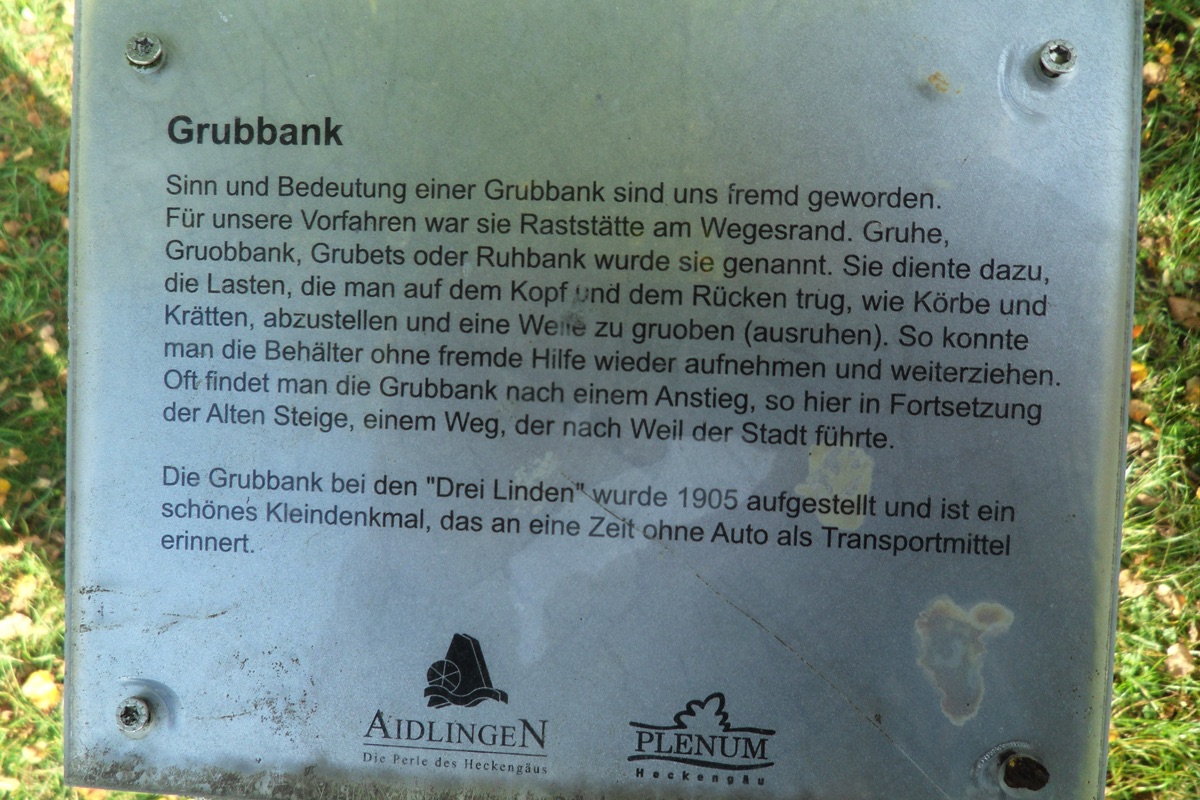 Grubbank
Sinn und Bedeutung einer Grubbank sind uns fremd geworden.
Für unsere Vorfahren war sie Raststätte am Wegesrand. Gruhe,
Gruobbank, Grubets oder Ruhbank wurde sie genannt. Sie diente dazu,
die Lasten, die man auf dem Kopf und dem Rücken trug, wie Körbe und
Krätten, abzustellen und eine Weile zu gruoben (ausruhen). So konnte
man die Behälter ohne fremde Hilfe wieder aufnehmen und weiterziehen.
Oft findet man die Grubbank nach einem Anstieg, so hier in Fortsetzung
der Alten Steige, einem Weg, der nach Weil der Stadt führte.
Die Grubbank bei den "Drei Linden" wurde 1905 aufgestellt und ist ein
schönes Kleindenkmal, das an eine Zeit ohne Auto als Transportmittel
erinnert.
AIDLINGEN
Die Perle des Heckengäus
PLENUM
Heckengäu